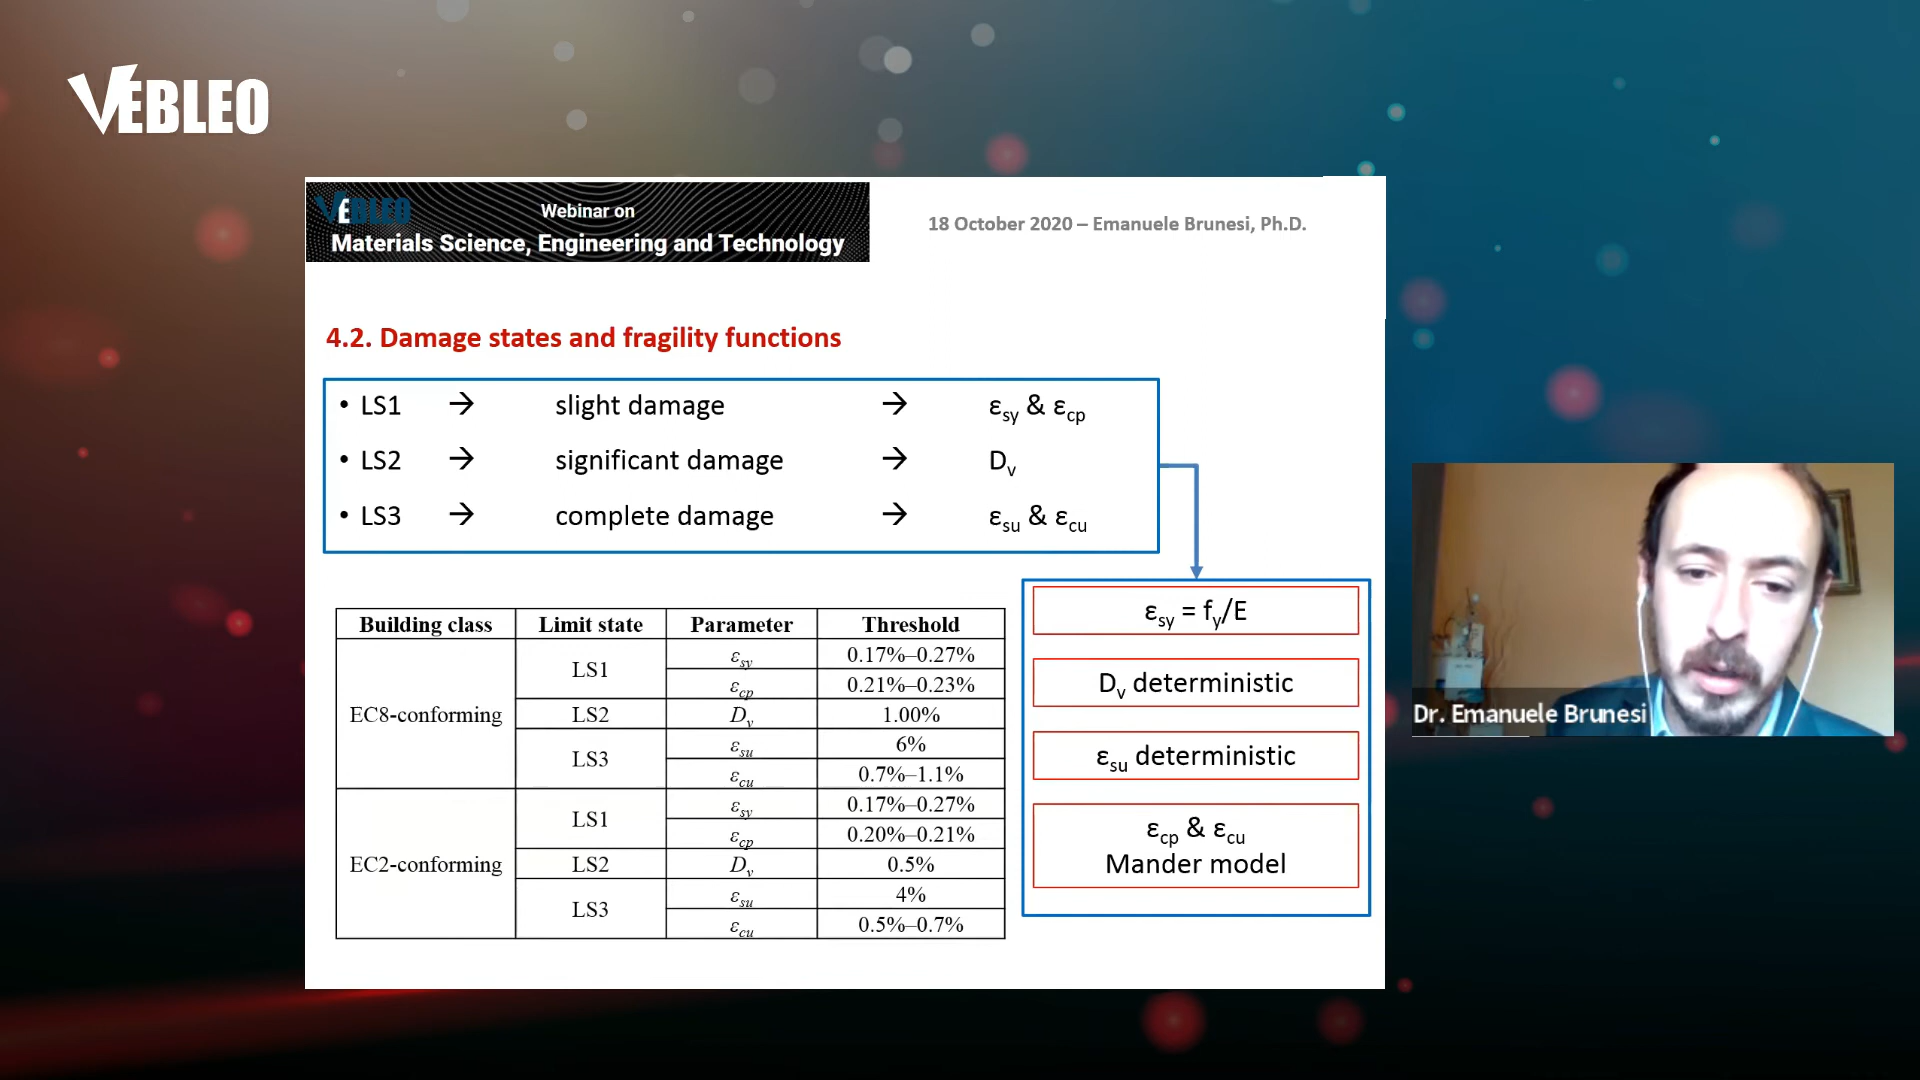 VEBLEO
VEBLEO
Webinar on
Materials Science, Engineering and Technology
18 October 2020 – Emanuele Brunesi, Ph.D.
4.2. Damage states and fragility functions
• LS1 → slight damage → εsy & εcp
• LS2 → significant damage → Dv
• LS3 → complete damage → εsu & εcu
Building class Limit state Parameter Threshold
EC8-conforming LS1 εsy 0.17%–0.27%
εcp 0.21%–0.23%
LS2 Dv 1.00%
LS3 εsu 6%
εcu 0.7%–1.1%
EC2-conforming LS1 εsy 0.17%–0.27%
εcp 0.20%–0.21%
LS2 Dv 0.5%
LS3 εsu 4%
εcu 0.5%–0.7%
εsy = fy/E
Dv deterministic
εsu deterministic
εcp & εcu
Mander model
Dr. Emanuele Brunesi